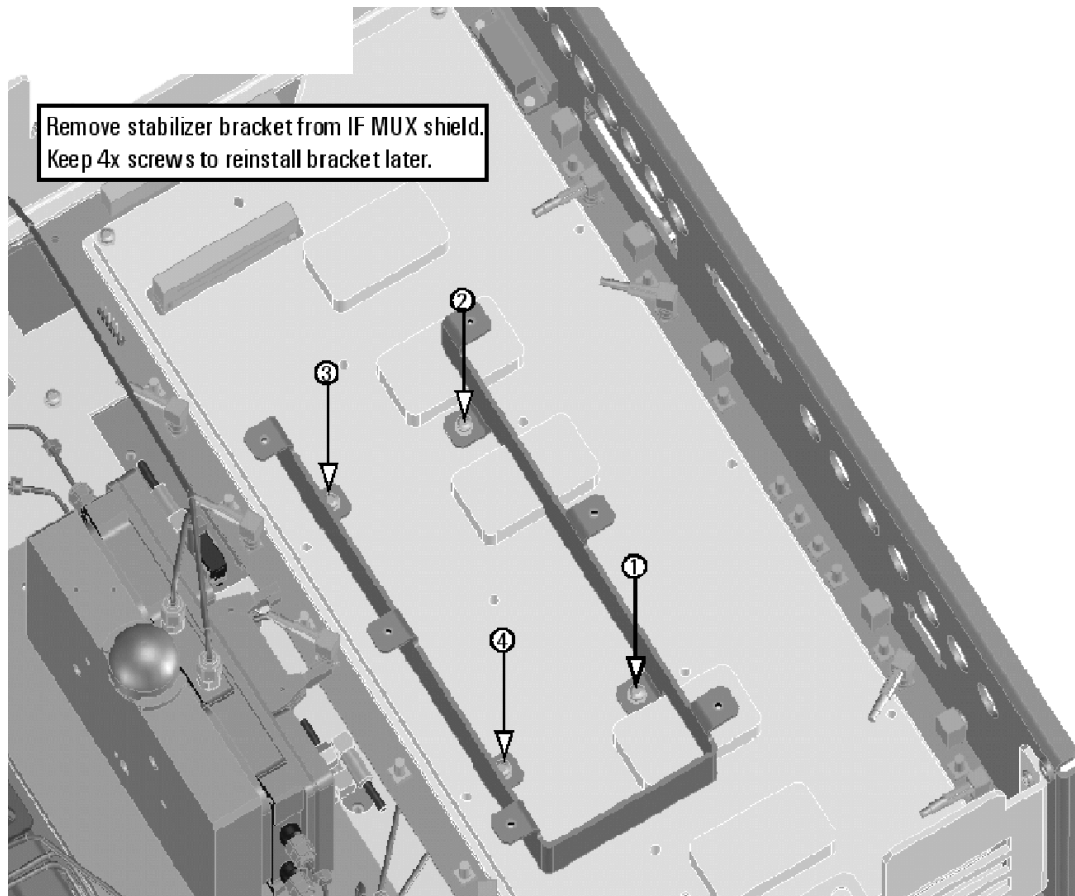 Remove stabilizer bracket from IF MUX shield.
Keep 4x screws to reinstall bracket later.
2
3
1
4